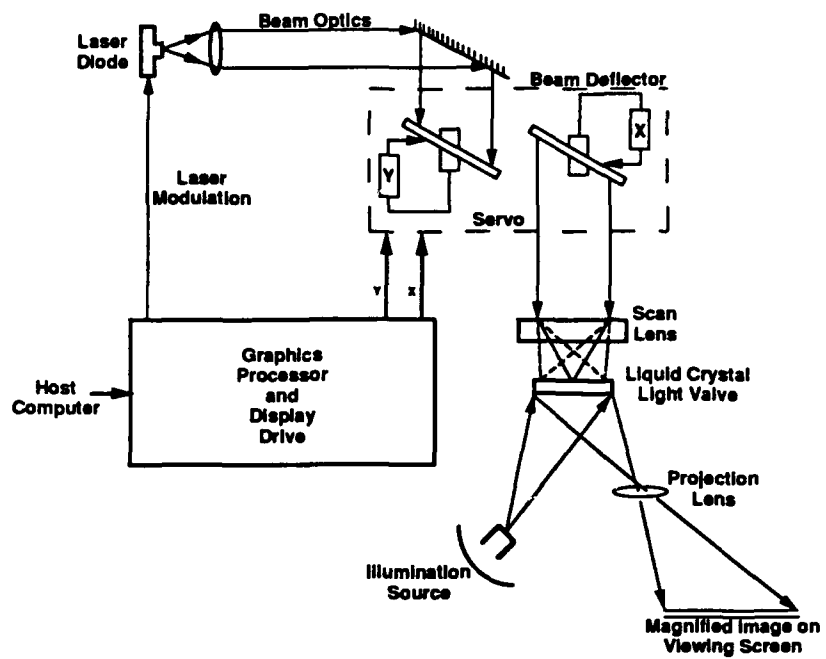 Beam Optics
Laser
Diode
Beam Deflector
X
Y
Laser
Modulation
Servo
Y
X
Scan
Lens
Graphics
Processor
and
Display
Drive
Host
Computer
Liquid Crystal
Light Valve
Projection
Lens
Illumination
Source
Magnified Image on
Viewing Screen